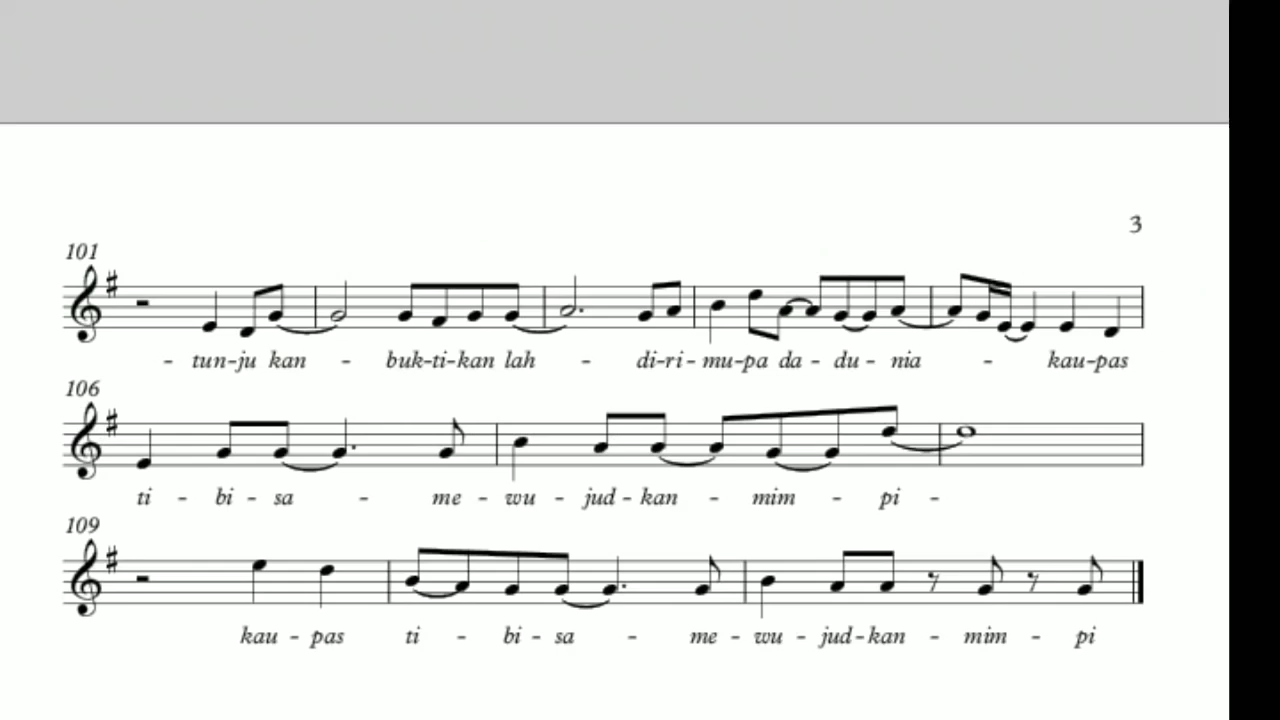 3
101
- tun-ju kan - buk-ti-kan lah - di-ri-mu-pa da - du - nia - kau-pas
106
ti - bi - sa - me - wu - jud - kan - mim - pi -
109
kau - pas ti - bi - sa - me - wu - jud-kan - mim - pi